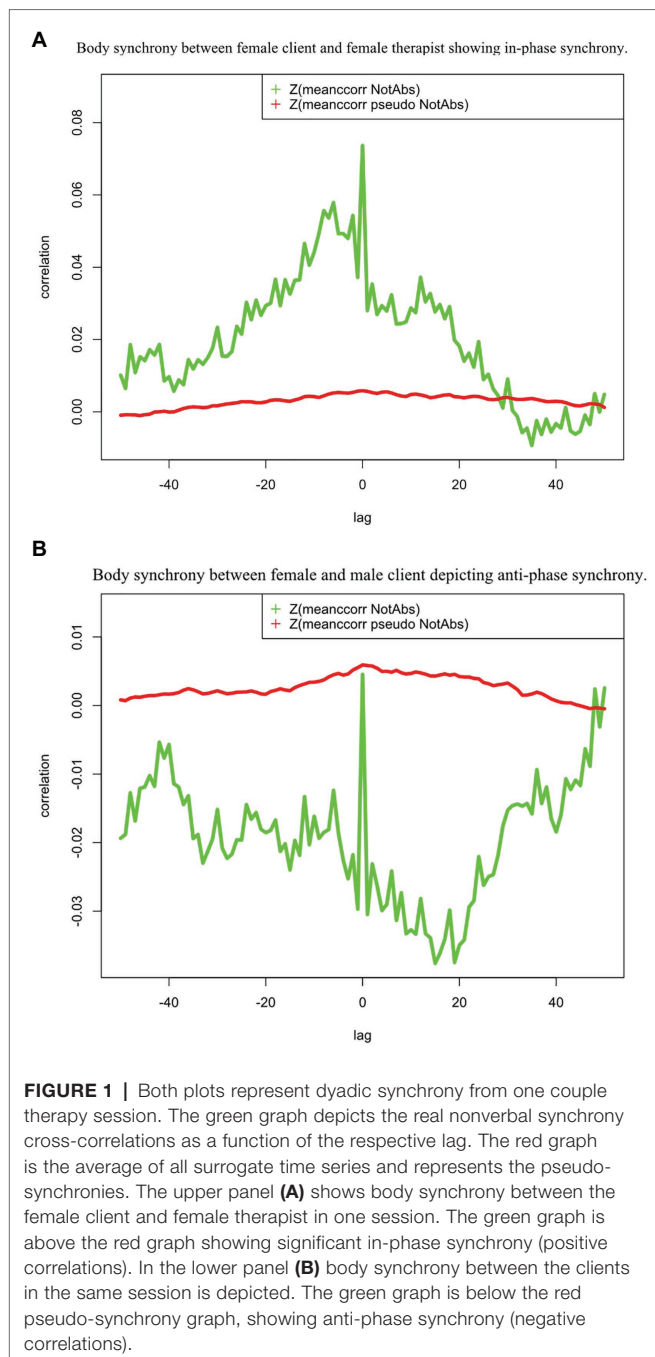 A
Body synchrony between female client and female therapist showing in-phase synchrony.
+ Z(meanccorr NotAbs)
+ Z(meanccorr pseudo NotAbs)
0.08
0.06
0.04
0.02
0.00
correlation
-40 -20 0 20 40
lag
B
Body synchrony between female and male client depicting anti-phase synchrony.
+ Z(meanccorr NotAbs)
+ Z(meanccorr pseudo NotAbs)
0.01
0.00
-0.01
-0.02
-0.03
correlation
-40 -20 0 20 40
lag
FIGURE 1 | Both plots represent dyadic synchrony from one couple
therapy session. The green graph depicts the real nonverbal synchrony
cross-correlations as a function of the respective lag. The red graph
is the average of all surrogate time series and represents the pseudo-
synchronies. The upper panel (A) shows body synchrony between the
female client and female therapist in one session. The green graph is
above the red graph showing significant in-phase synchrony (positive
correlations). In the lower panel (B) body synchrony between the clients
in the same session is depicted. The green graph is below the red
pseudo-synchrony graph, showing anti-phase synchrony (negative
correlations).